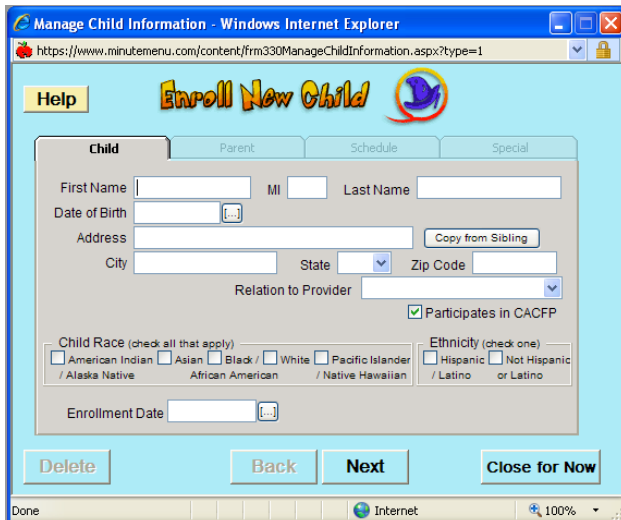 Manage Child Information - Windows Internet Explorer
https://www.minutemenu.com/content/frm330ManageChildInformation.aspx?type=1
Help
Enroll New Child
Child Parent Schedule Special
First Name MI Last Name
Date of Birth [...]
Address Copy from Sibling
City State Zip Code
Relation to Provider
Participates in CACFP
Child Race (check all that apply) Ethnicity (check one)
American Indian Asian Black / White Pacific Islander Hispanic Not Hispanic
/ Alaska Native African American / Native Hawaiian / Latino or Latino
Enrollment Date [...]
Delete Back Next Close for Now
Done Internet 100%